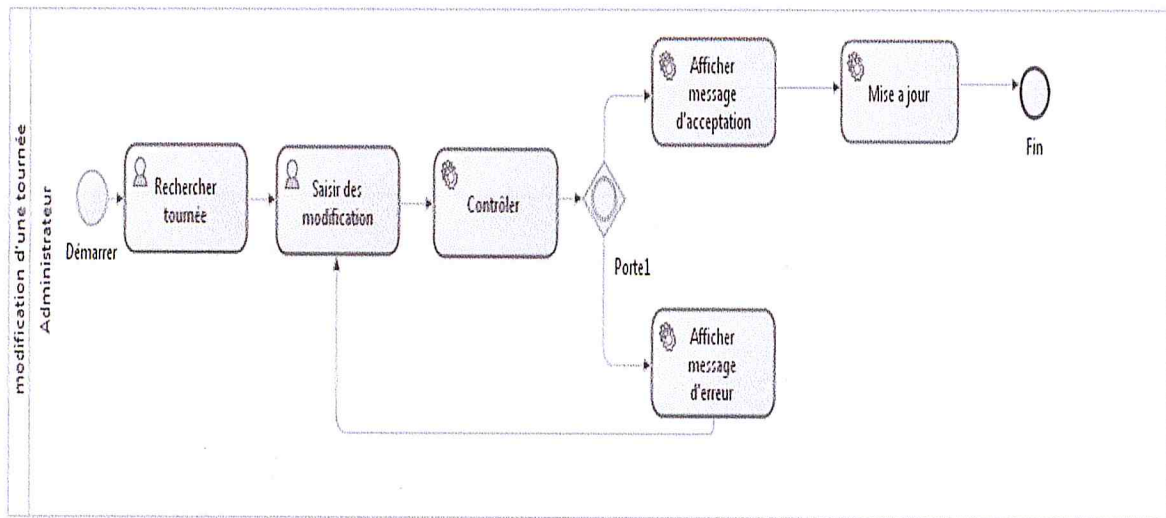 modification d'une tournée
Administrateur
Démarrer
Rechercher
tournée
Saisir des
modification
Contrôler
Porte1
Afficher
message
d'acceptation
Mise a jour
Fin
Afficher
message
d'erreur